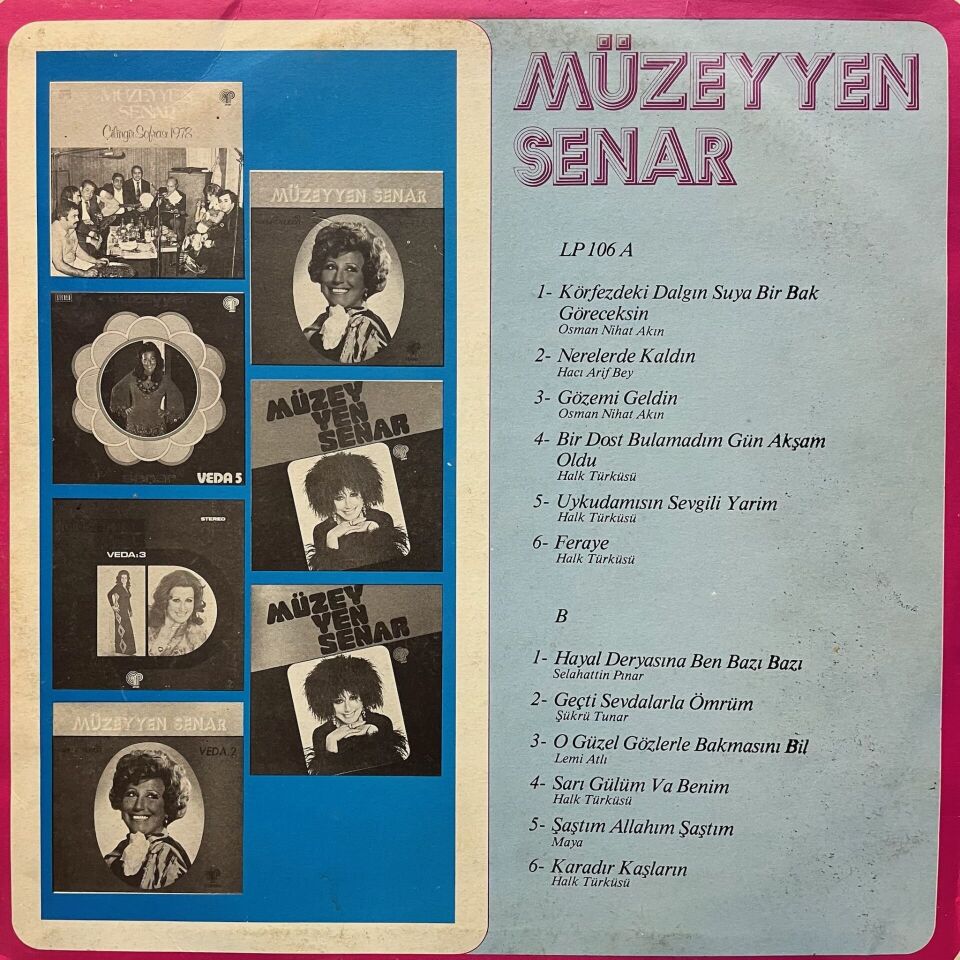 MÜZEYYEN
SENAR
Çilingir Sofrası 1978
MÜZEYYEN SENAR
STEREO
MÜZEYYEN
SENAR
VEDA 5
MÜZEY
YEN
SENAR
STEREO
VEDA:3
MÜZEY
YEN
SENAR
MÜZEYYEN SENAR
VEDA.2
MÜZEYYEN
SENAR
LP 106 A
1- Körfezdeki Dalgın Suya Bir Bak
Göreceksin
Osman Nihat Akın
2- Nerelerde Kaldın
Hacı Arif Bey
3- Gözemi Geldin
Osman Nihat Akın
4- Bir Dost Bulamadım Gün Akşam
Oldu
Halk Türküsü
5- Uykudamısın Sevgili Yarim
Halk Türküsü
6- Feraye
Halk Türküsü
B
1- Hayal Deryasına Ben Bazı Bazı
Selahattin Pınar
2- Geçti Sevdalarla Ömrüm
Şükrü Tunar
3- O Güzel Gözlerle Bakmasını Bil
Lemi Atlı
4- Sarı Gülüm Va Benim
Halk Türküsü
5- Şaştım Allahım Şaştım
Maya
6- Karadır Kaşların
Halk Türküsü